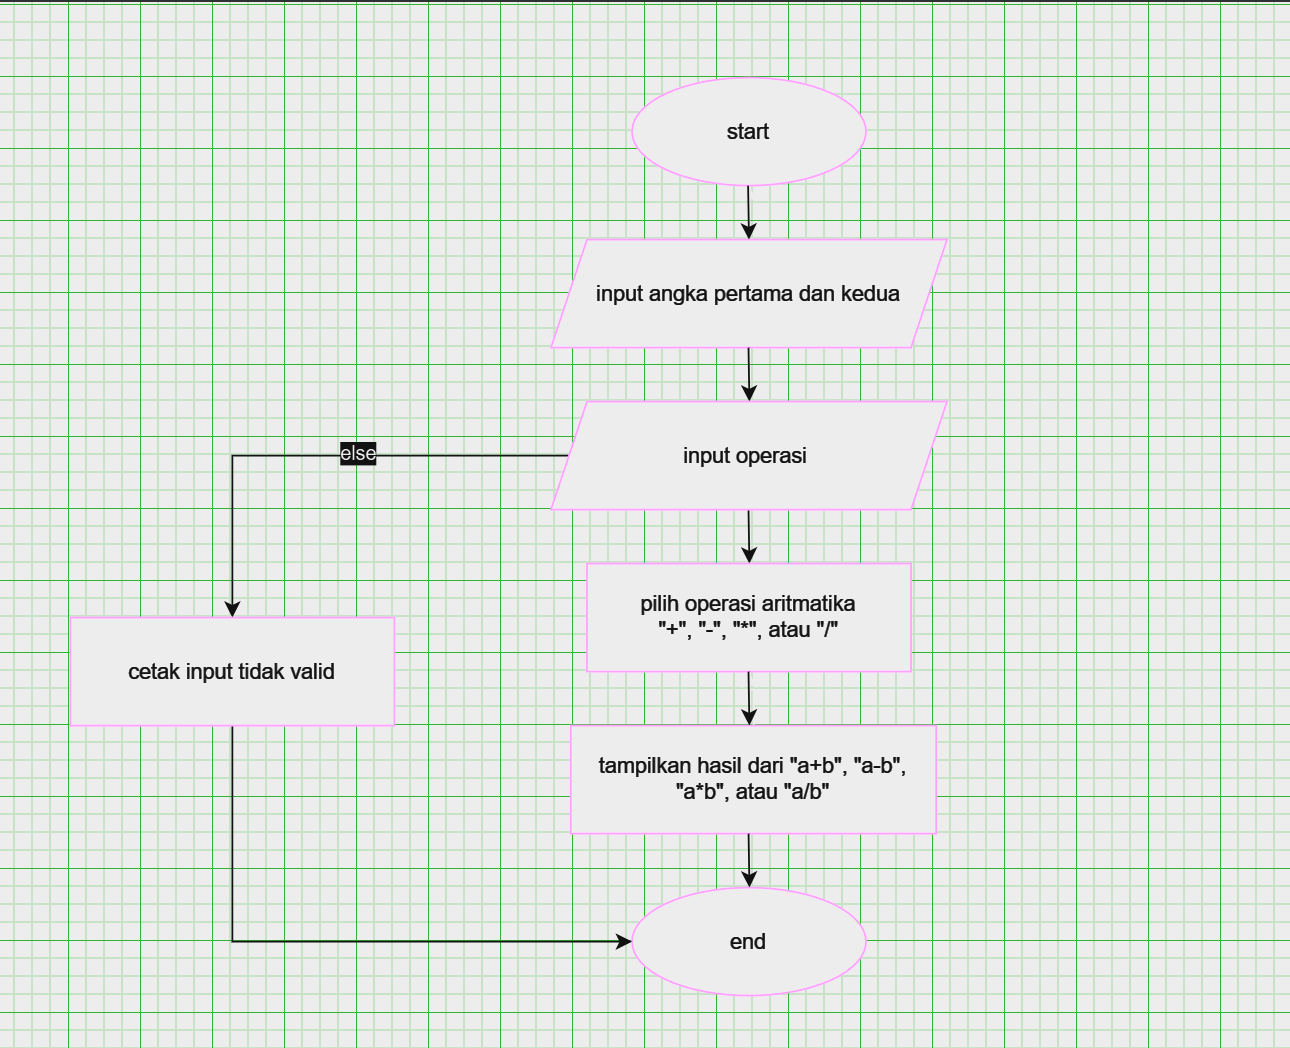 start
input angka pertama dan kedua
input operasi
else
pilih operasi aritmatika
"+", "-", "*", atau "/"
cetak input tidak valid
tampilkan hasil dari "a+b", "a-b",
"a*b", atau "a/b"
end